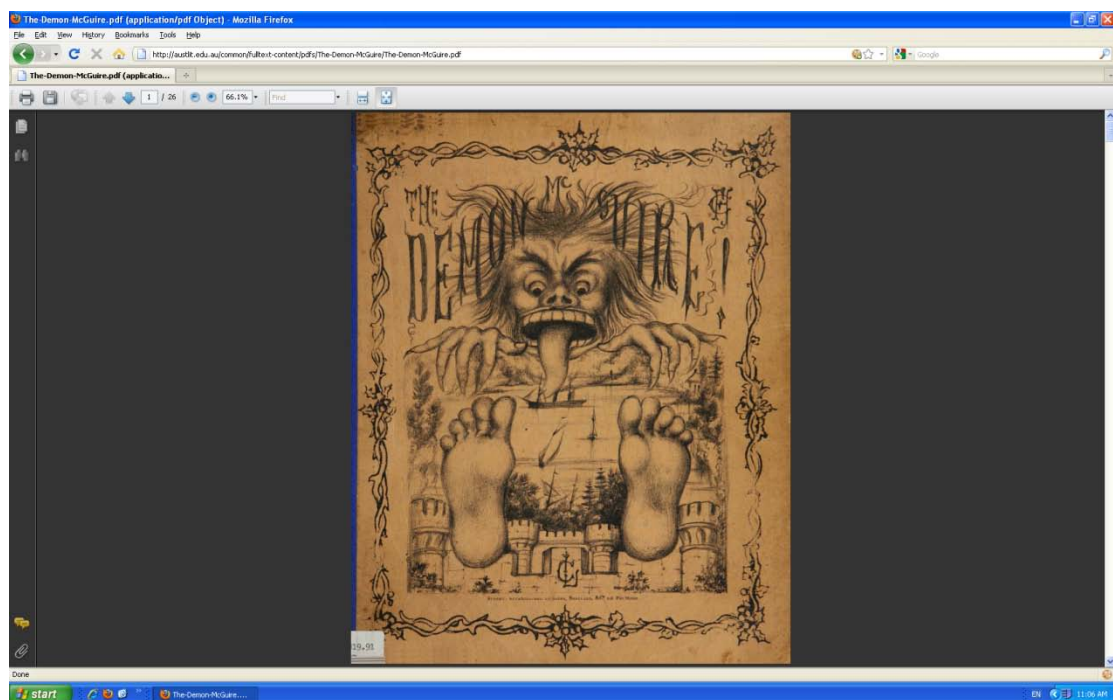 The-Demon-McGuire.pdf (application/pdf Object) - Mozilla Firefox
File Edit View History Bookmarks Tools Help
http://austlit.edu.au/common/fulltext-content/pdfs/The-Demon-McGuire/The-Demon-McGuire.pdf
Google
The-Demon-McGuire.pdf (applicatio...
1 / 26
66.1%
Find
THE
DEMON
Mc
GUIRE!
19.91
Done
start
The-Demon-McGuire....
EN
11:06 AM